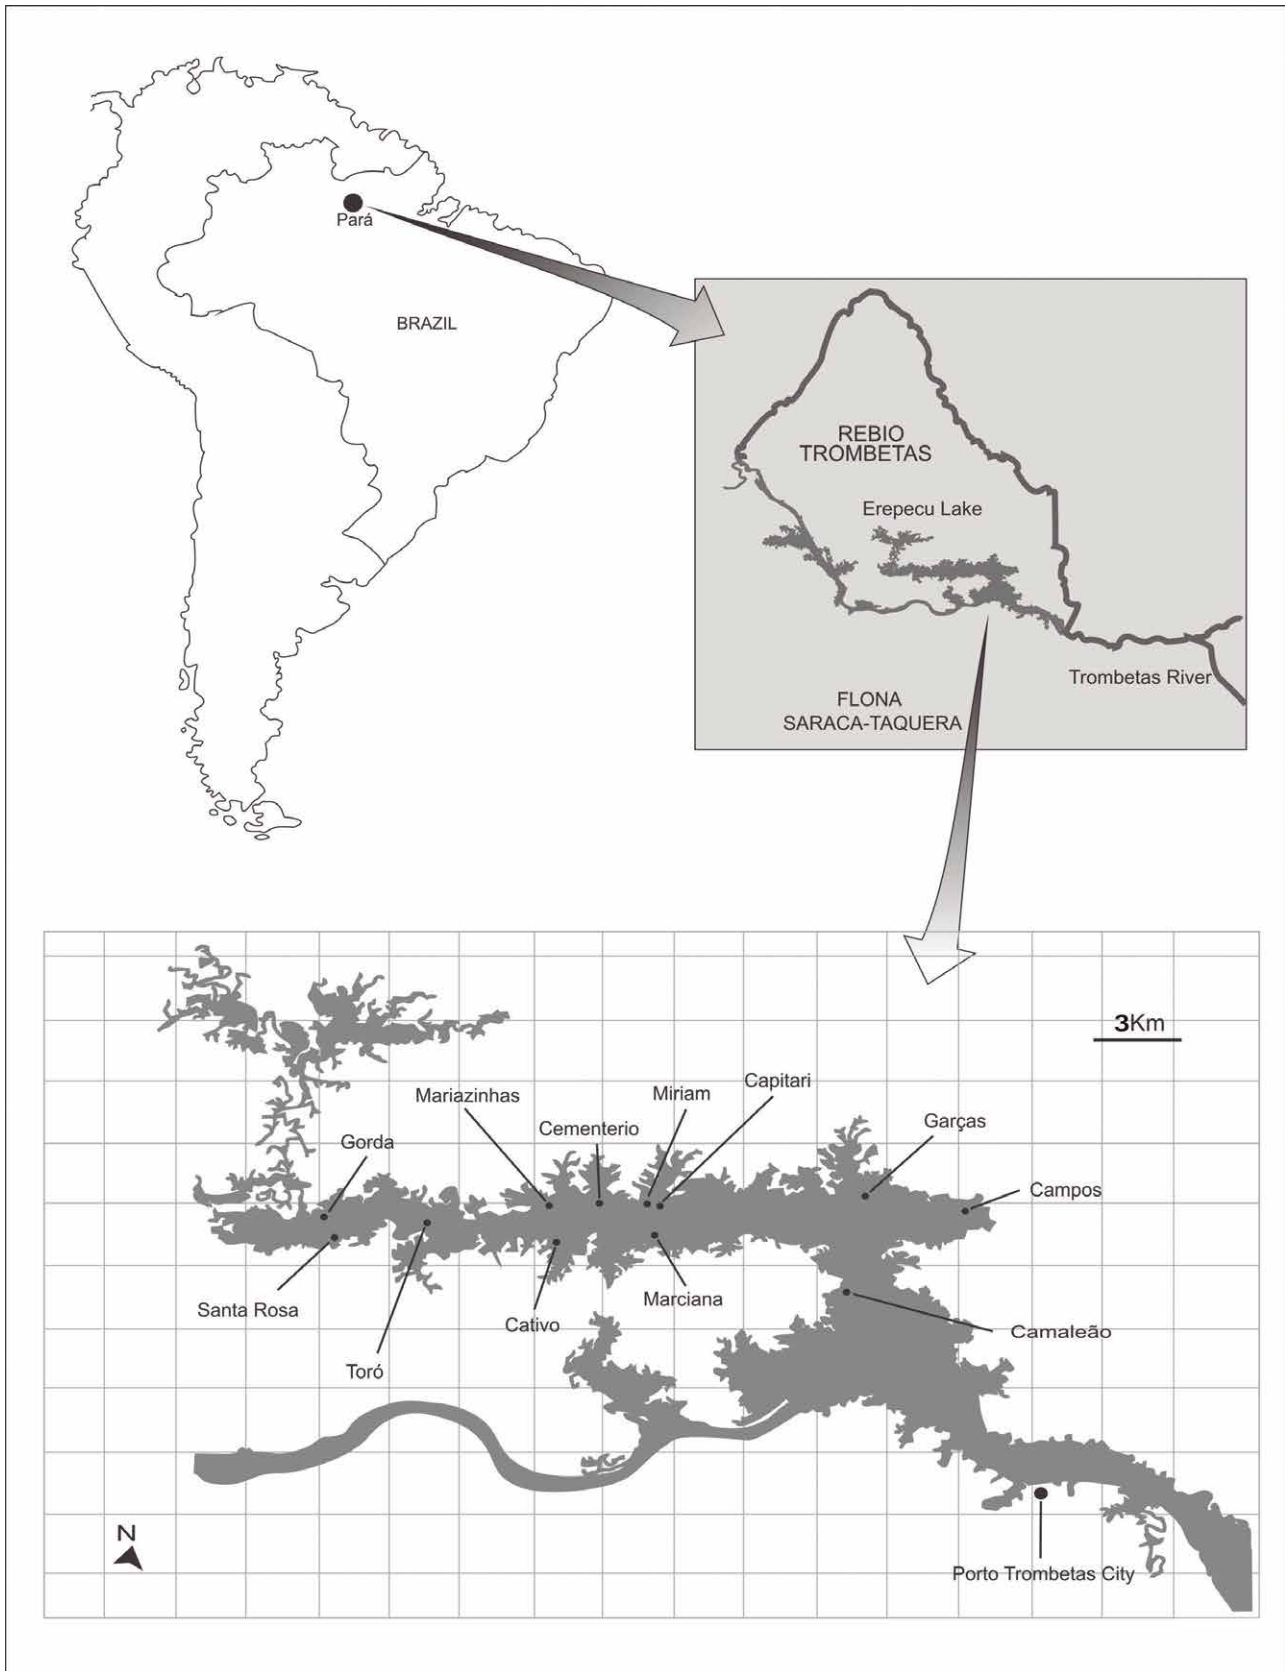 Pará
BRAZIL
REBIO
TROMBETAS
Erepecu Lake
Trombetas River
FLONA
SARACA-TAQUERA
3Km
Capitari
Miriam
Mariazinhas
Garças
Cementerio
Gorda
Campos
Marciana
Santa Rosa
Cativo
Camaleão
Toró
N
Porto Trombetas City